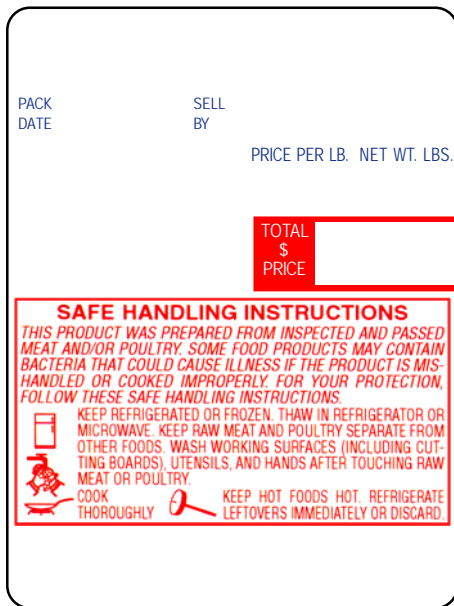 PACK SELL
DATE BY
PRICE PER LB. NET WT. LBS.
TOTAL
$
PRICE
SAFE HANDLING INSTRUCTIONS
THIS PRODUCT WAS PREPARED FROM INSPECTED AND PASSED
MEAT AND/OR POULTRY. SOME FOOD PRODUCTS MAY CONTAIN
BACTERIA THAT COULD CAUSE ILLNESS IF THE PRODUCT IS MIS-
HANDLED OR COOKED IMPROPERLY. FOR YOUR PROTECTION,
FOLLOW THESE SAFE HANDLING INSTRUCTIONS.
KEEP REFRIGERATED OR FROZEN. THAW IN REFRIGERATOR OR
MICROWAVE. KEEP RAW MEAT AND POULTRY SEPARATE FROM
OTHER FOODS. WASH WORKING SURFACES (INCLUDING CUT-
TING BOARDS), UTENSILS, AND HANDS AFTER TOUCHING RAW
MEAT OR POULTRY.
COOK
THOROUGHLY
KEEP HOT FOODS HOT. REFRIGERATE
LEFTOVERS IMMEDIATELY OR DISCARD.